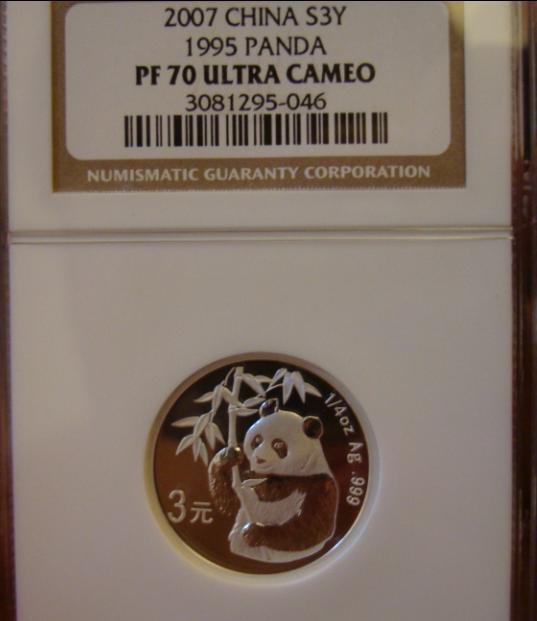 2007 CHINA S3Y
1995 PANDA
PF 70 ULTRA CAMEO
3081295-046
NUMISMATIC GUARANTY CORPORATION
1/4oz Ag .999
3元